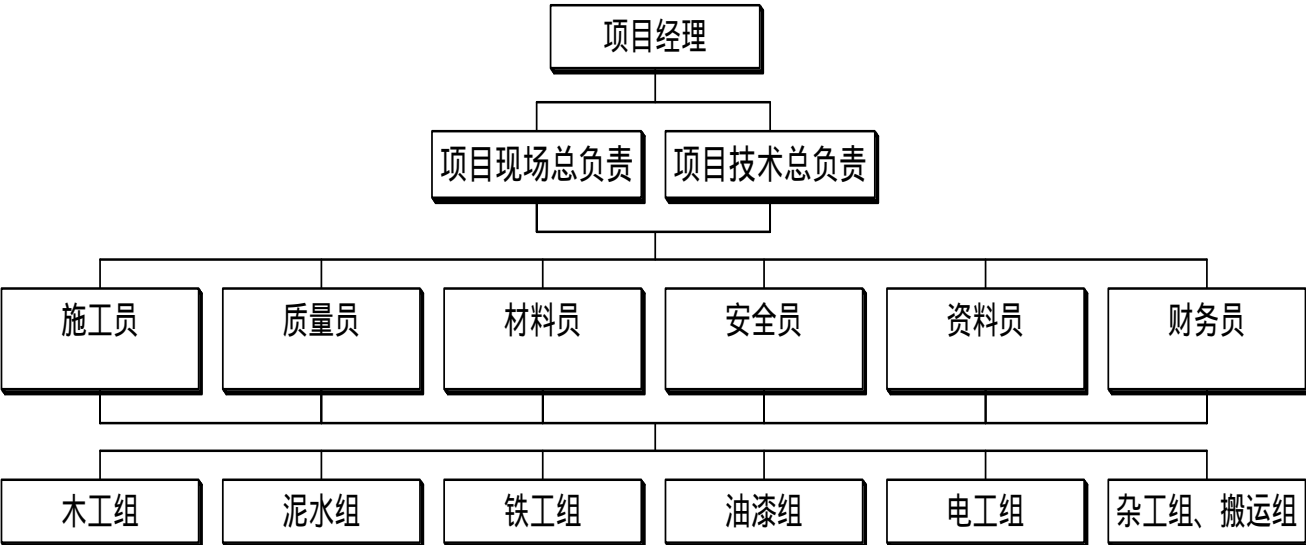 项目经理
项目现场总负责
项目技术总负责
施工员
质量员
材料员
安全员
资料员
财务员
木工组
泥水组
铁工组
油漆组
电工组
杂工组、搬运组